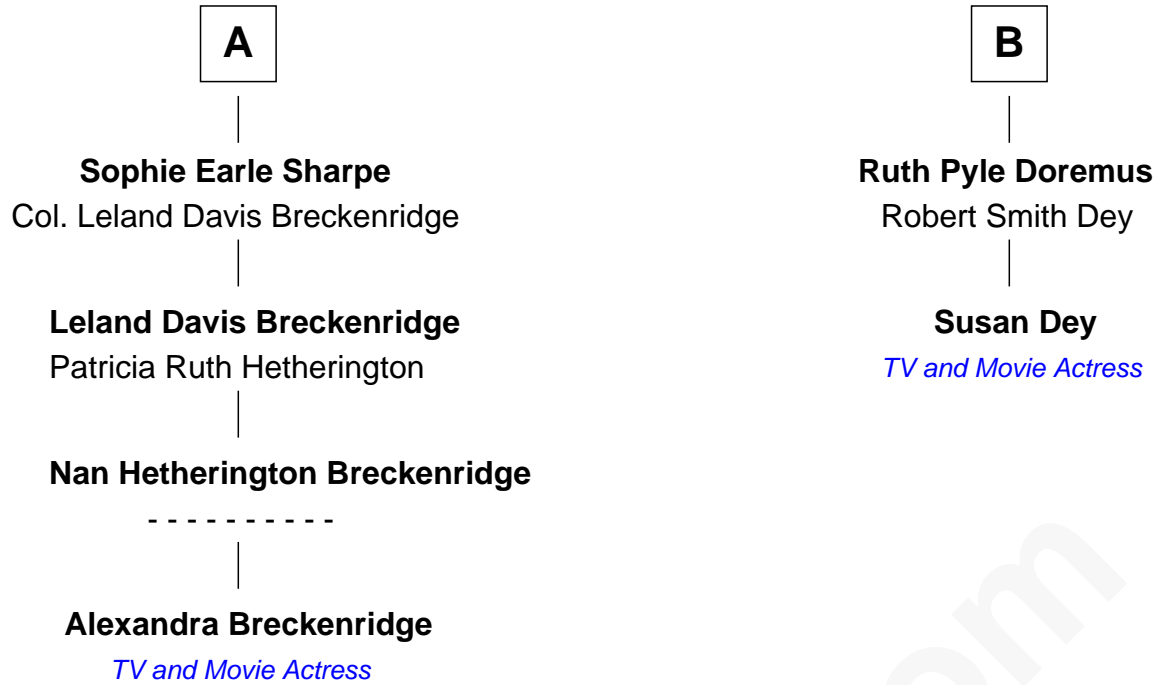 A
Sophie Earle Sharpe
Col. Leland Davis Breckenridge
Leland Davis Breckenridge
Patricia Ruth Hetherington
Nan Hetherington Breckenridge
- - - - - - - - - -
Alexandra Breckenridge
TV and Movie Actress
B
Ruth Pyle Doremus
Robert Smith Dey
Susan Dey
TV and Movie Actress
om